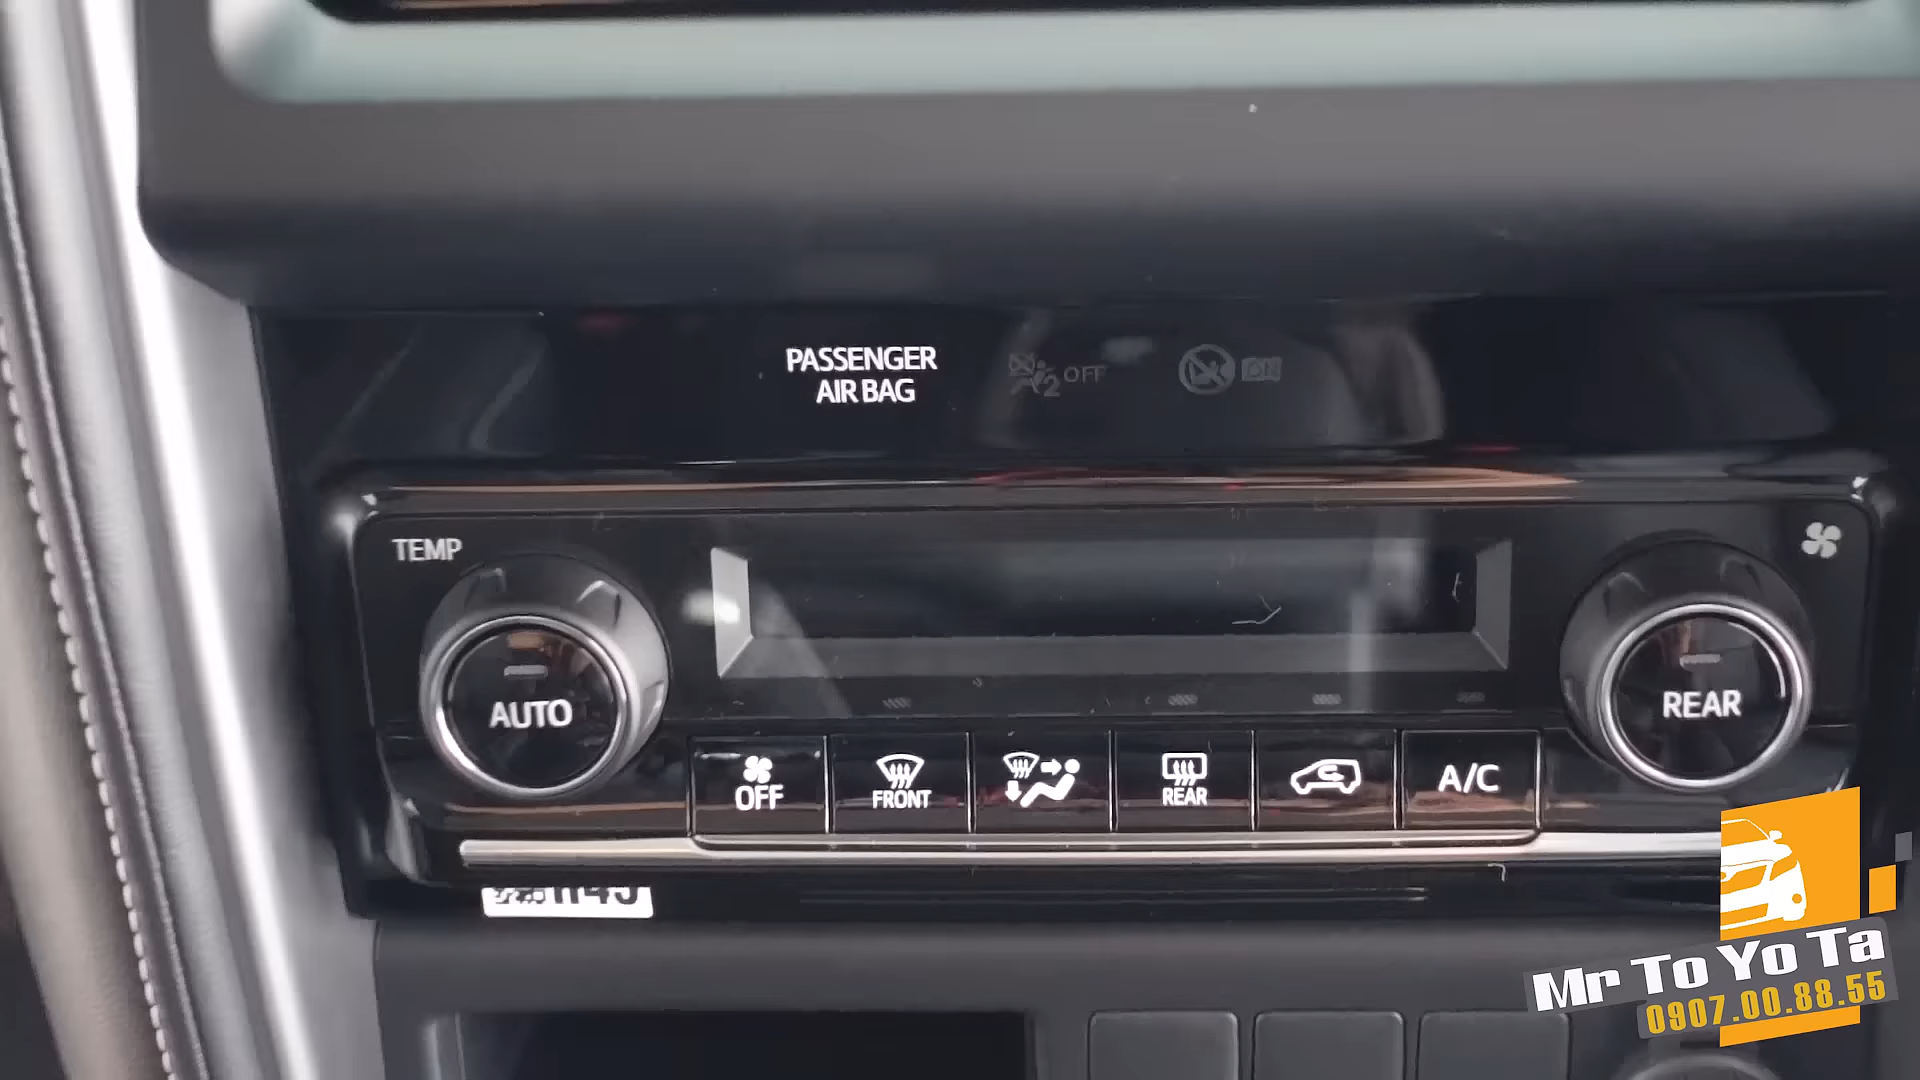 PASSENGER
AIR BAG
2 OFF
ON
TEMP
AUTO
REAR
OFF
FRONT
REAR
A/C
Mr To Yo Ta
0907.00.88.55